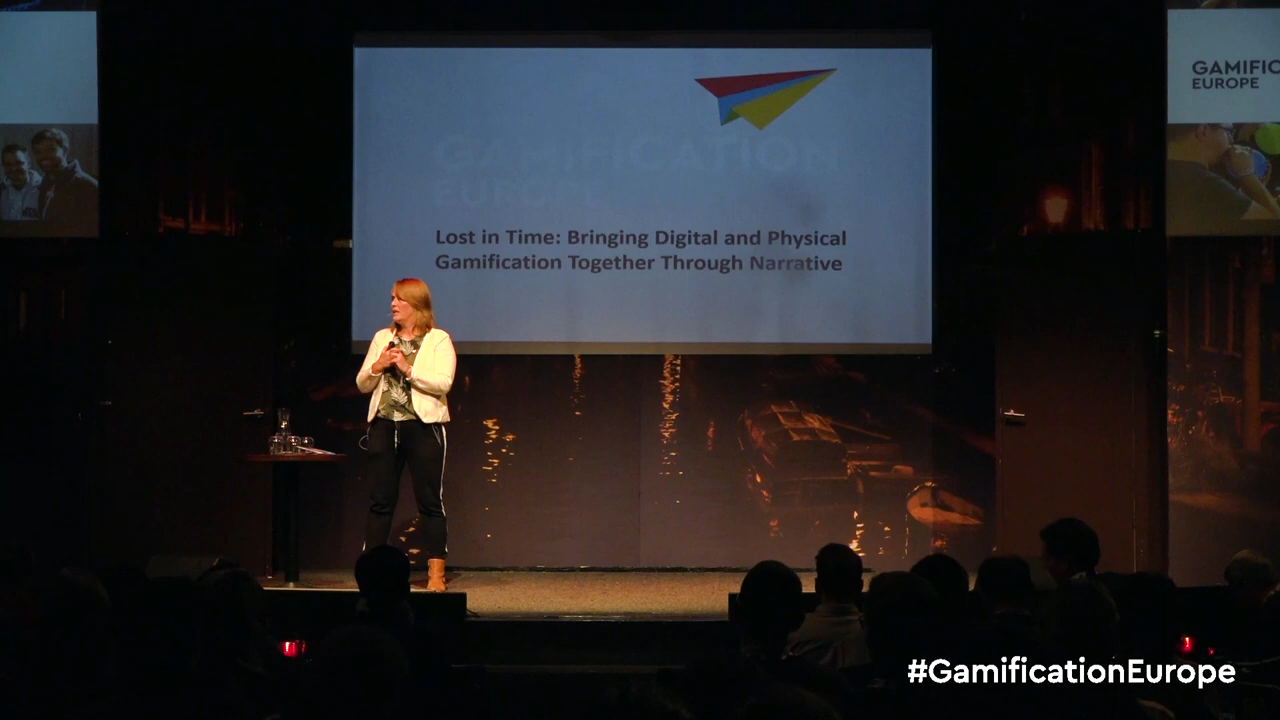 GAMIFIC
EUROPE
GAMIFICATION
EUROPE
Lost in Time: Bringing Digital and Physical
Gamification Together Through Narrative
#GamificationEurope